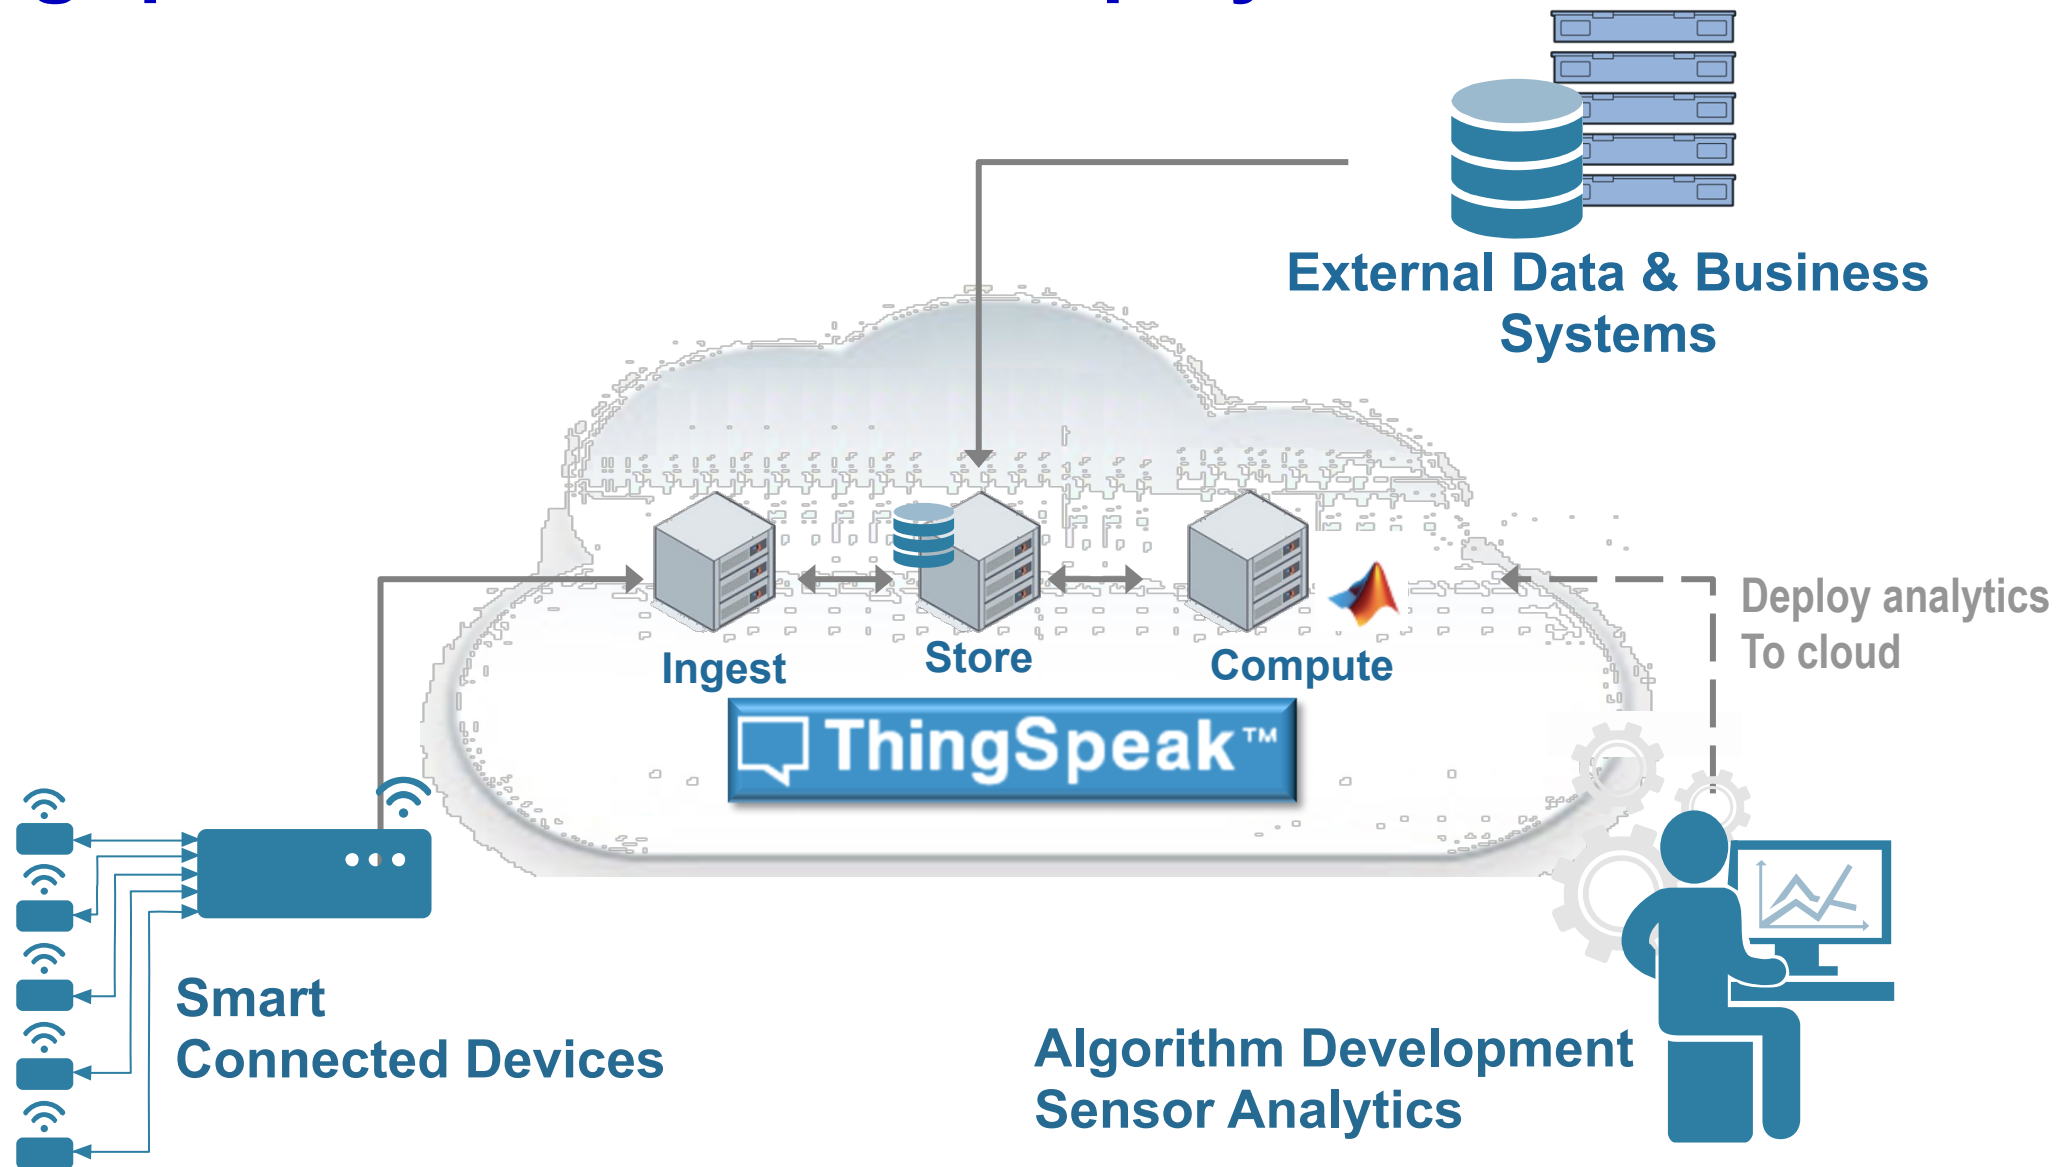 External Data & Business
Systems
Deploy analytics
To cloud
Ingest
Store
Compute
ThingSpeak™
Smart
Connected Devices
Algorithm Development
Sensor Analytics